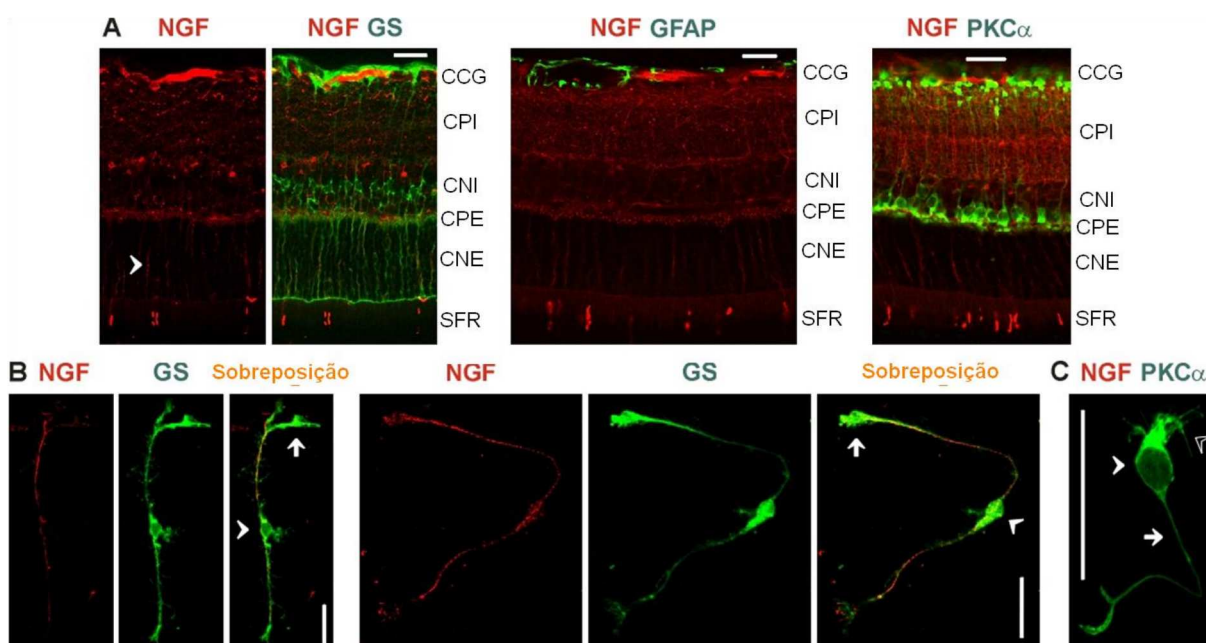 A NGF
NGF GS
CCG
CPI
CNI
CPE
CNE
SFR
NGF GFAP
CCG
CPI
CNI
CPE
CNE
SFR
NGF PKCα
CCG
CPI
CNI
CPE
CNE
SFR
B NGF
GS
Sobreposição
NGF
GS
Sobreposição
C NGF PKCα